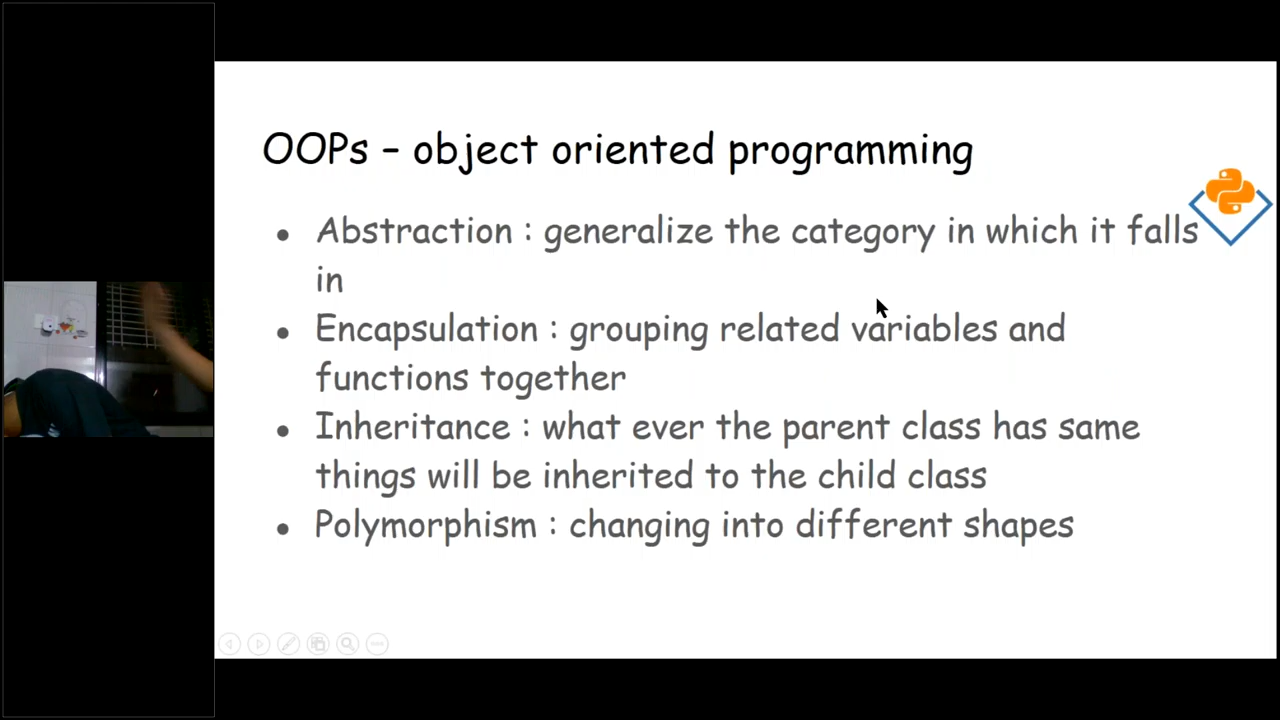 OOPs – object oriented programming
• Abstraction : generalize the category in which it falls
in
• Encapsulation : grouping related variables and
functions together
• Inheritance : what ever the parent class has same
things will be inherited to the child class
• Polymorphism : changing into different shapes